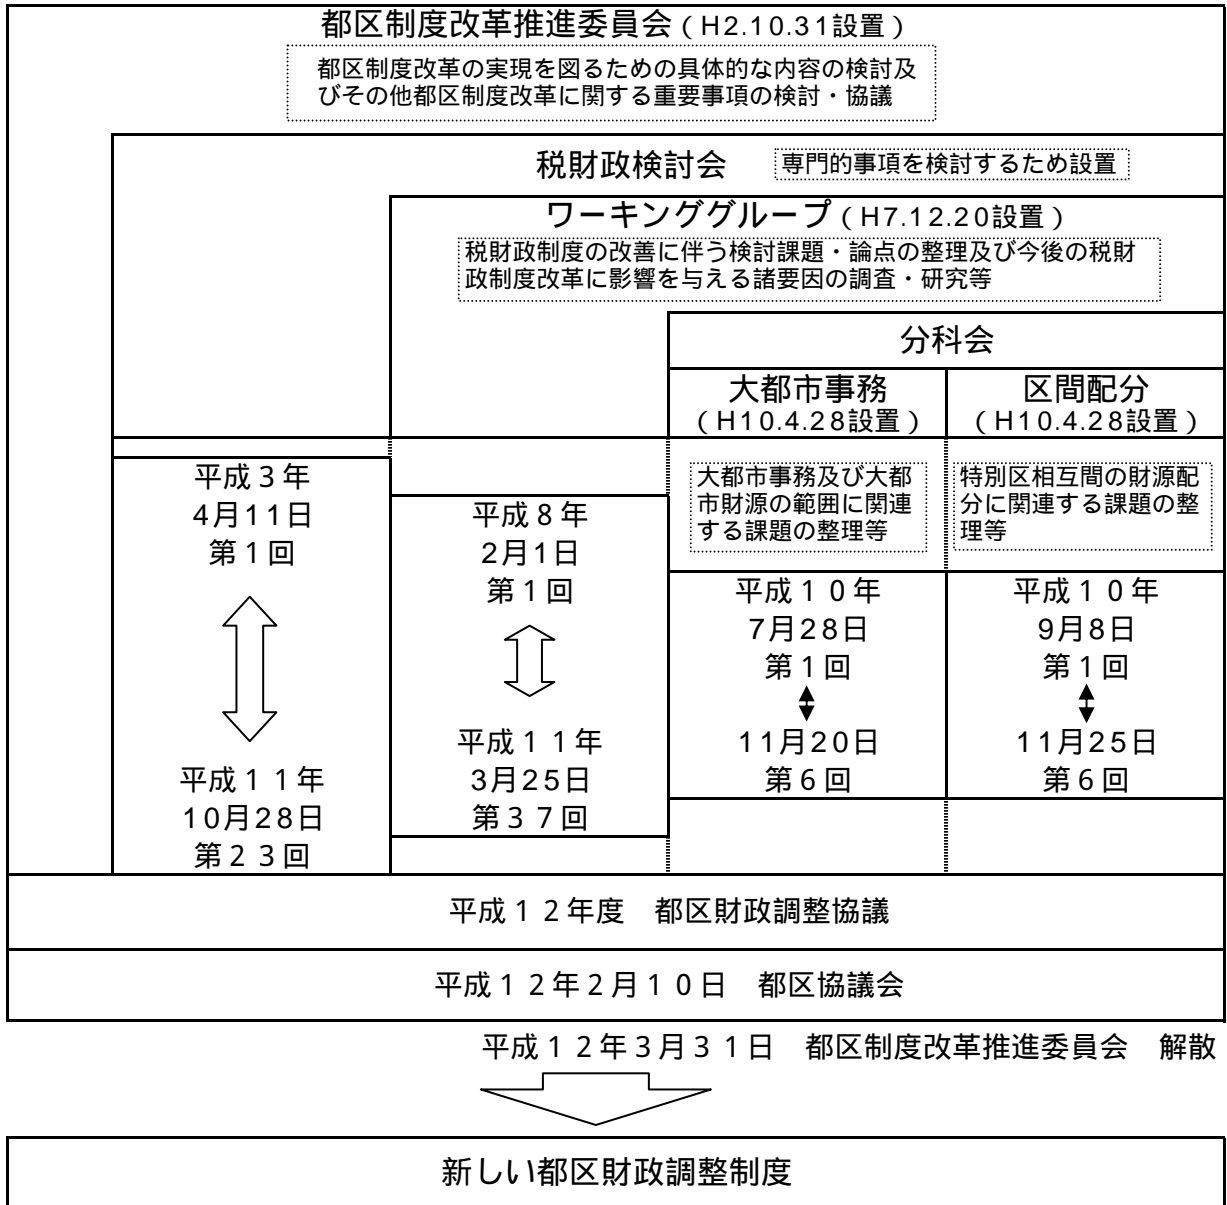 都区制度改革推進委員会（H2.10.31設置）
都区制度改革の実現を図るための具体的な内容の検討及
びその他都区制度改革に関する重要事項の検討・協議
税財政検討会
専門的事項を検討するため設置
ワーキンググループ（H7.12.20設置）
税財政制度の改善に伴う検討課題・論点の整理及び今後の税財
政制度改革に影響を与える諸要因の調査・研究等
分科会
大都市事務
（H10.4.28設置）
区間配分
（H10.4.28設置）
平成３年
4月11日
第１回
平成１１年
10月28日
第２３回
平成８年
2月1日
第１回
平成１１年
3月25日
第３７回
大都市事務及び大都
市財源の範囲に関連
する課題の整理等
平成１０年
7月28日
第１回
11月20日
第６回
特別区相互間の財源配
分に関連する課題の整
理等
平成１０年
9月8日
第１回
11月25日
第６回
平成１２年度　都区財政調整協議
平成１２年２月１０日　都区協議会
平成１２年３月３１日　都区制度改革推進委員会　解散
新しい都区財政調整制度